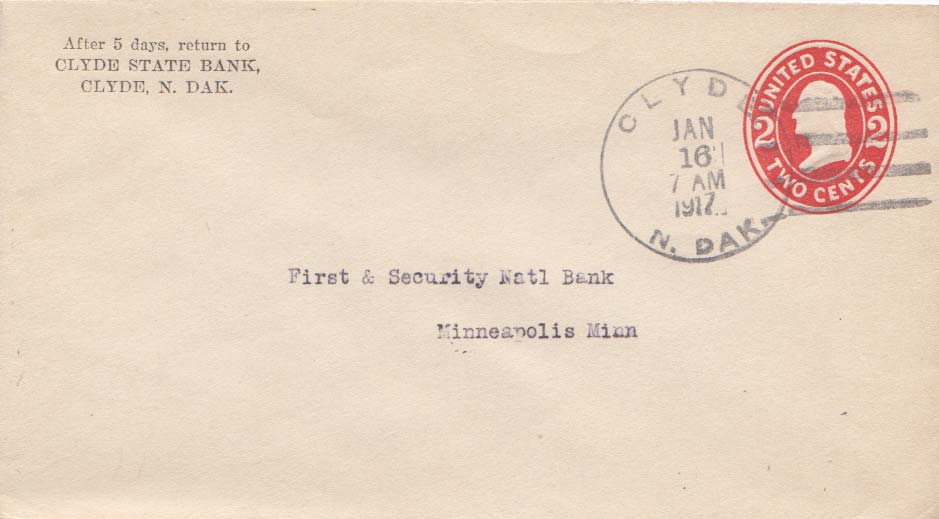 After 5 days, return to
CLYDE STATE BANK,
CLYDE, N. DAK.
CLYDE
JAN
16
7 AM
1917
N. DAK.
UNITED STATES
2 2
TWO CENTS
First & Security Natl Bank
Minneapolis Minn